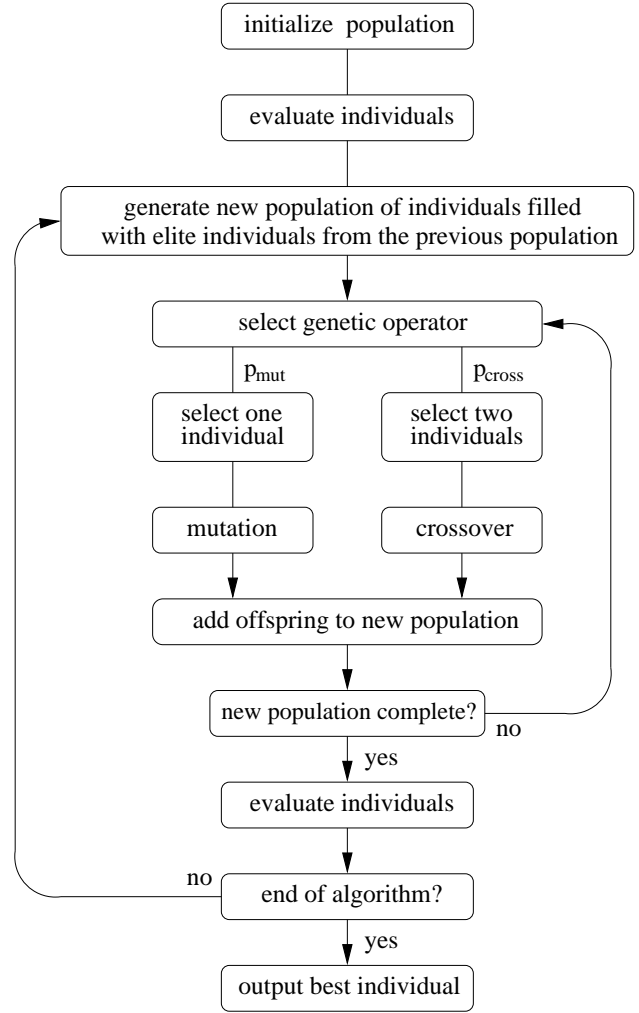 initialize population
evaluate individuals
generate new population of individuals filled
with elite individuals from the previous population
select genetic operator
p_mut
p_cross
select one
individual
select two
individuals
mutation
crossover
add offspring to new population
new population complete?
no
yes
evaluate individuals
no
end of algorithm?
yes
output best individual